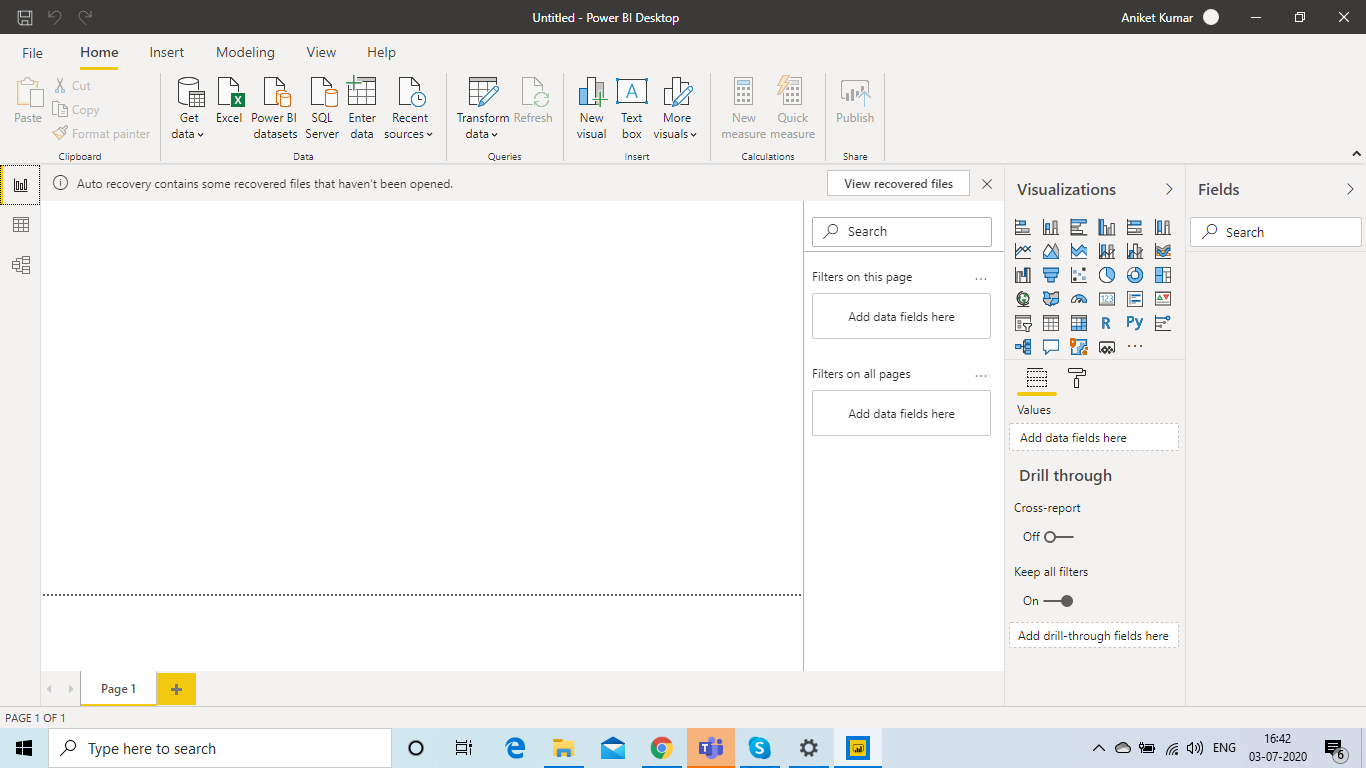 Untitled - Power BI Desktop
Aniket Kumar
File
Home
Insert
Modeling
View
Help
Paste
Cut
Copy
Format painter
Clipboard
Get
data
Excel
Power BI
datasets
SQL
Server
Enter
data
Recent
sources
Data
Transform
data
Refresh
Queries
New
visual
A
Text
box
More
visuals
Insert
New
measure
Quick
measure
Calculations
Publish
Share
Auto recovery contains some recovered files that haven't been opened.
View recovered files
Search
Filters on this page
...
Add data fields here
Filters on all pages
...
Add data fields here
Visualizations
123
R
Py
...
Values
Add data fields here
Drill through
Cross-report
Off
Keep all filters
On
Add drill-through fields here
Fields
Search
Page 1
+
PAGE 1 OF 1
Type here to search
ENG
16:42
03-07-2020
6